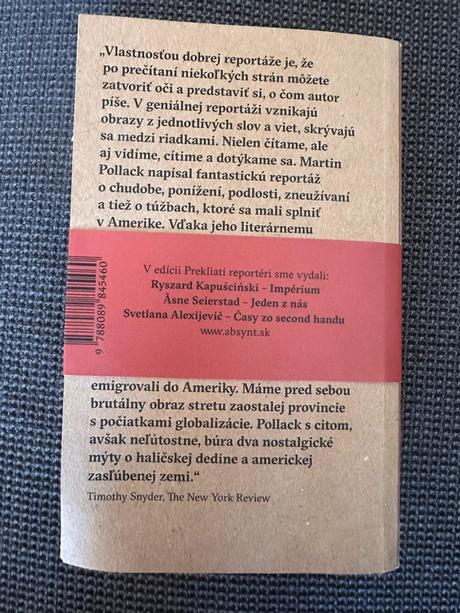 „Vlastnosťou dobrej reportáže je, že
po prečítaní niekoľkých strán môžete
zatvoriť oči a predstaviť si, o čom autor
píše. V geniálnej reportáži vznikajú
obrazy z jednotlivých slov a viet, skrývajú
sa medzi riadkami. Nielen čítame, ale
aj vidíme, cítime a dotýkame sa. Martin
Pollack napísal fantastickú reportáž
o chudobe, ponížení, podlosti, zneužívaní
a tiež o túžbach, ktoré sa mali splniť
v Amerike. Vďaka jeho literárnemu
V edícii Prekliati reportéri sme vydali:
Ryszard Kapuściński – Impérium
Åsne Seierstad – Jeden z nás
Svetlana Alexijevič – Časy zo second handu
www.absynt.sk
9 788089 845460
emigrovali do Ameriky. Máme pred sebou
brutálny obraz stretu zaostalej provincie
s počiatkami globalizácie. Pollack s citom,
avšak neľútostne, búra dva nostalgické
mýty o haličskej dedine a americkej
zasľúbenej zemi.“
Timothy Snyder, The New York Review